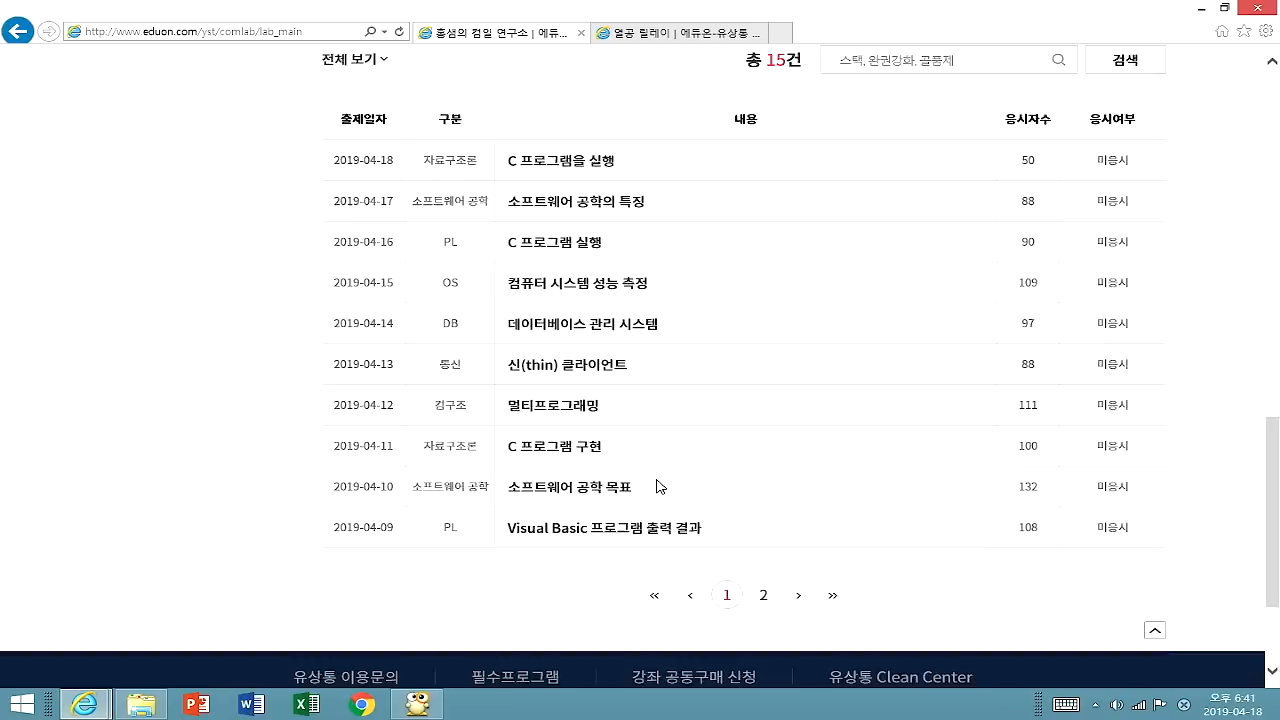 http://www.eduon.com/yst/comlab/lab_main
홍샘의 컴일 연구소 | 에듀...
열공 릴레이 | 에듀온-유상통 ...
전체 보기
총 15건
스택, 완권강화, 골품제
검색
출제일자 구분 내용 응시자수 응시여부
2019-04-18 자료구조론 C 프로그램을 실행 50 미응시
2019-04-17 소프트웨어 공학 소프트웨어 공학의 특징 88 미응시
2019-04-16 PL C 프로그램 실행 90 미응시
2019-04-15 OS 컴퓨터 시스템 성능 측정 109 미응시
2019-04-14 DB 데이터베이스 관리 시스템 97 미응시
2019-04-13 통신 신(thin) 클라이언트 88 미응시
2019-04-12 컴구조 멀티프로그래밍 111 미응시
2019-04-11 자료구조론 C 프로그램 구현 100 미응시
2019-04-10 소프트웨어 공학 소프트웨어 공학 목표 132 미응시
2019-04-09 PL Visual Basic 프로그램 출력 결과 108 미응시
« ‹ 1 2 › »
유상통 이용문의 필수프로그램 강좌 공동구매 신청 유상통 Clean Center
오후 6:41
2019-04-18